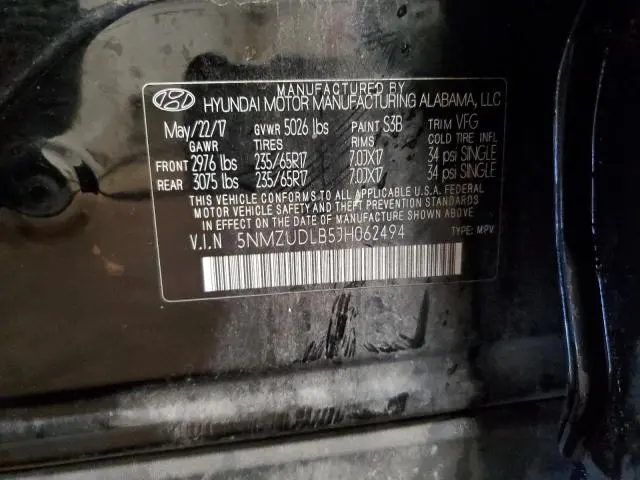 MANUFACTURED BY
HYUNDAI MOTOR MANUFACTURING ALABAMA, LLC
May/22/17 GVWR 5026 lbs PAINT S3B TRIM VFG
GAWR TIRES RIMS COLD TIRE INFL
FRONT 2976 lbs 235/65R17 7.0JX17 34 psi SINGLE
REAR 3075 lbs 235/65R17 7.0JX17 34 psi SINGLE
THIS VEHICLE CONFORMS TO ALL APPLICABLE U.S.A. FEDERAL
MOTOR VEHICLE SAFETY AND THEFT PREVENTION STANDARDS
IN EFFECT ON THE DATE OF MANUFACTURE SHOWN ABOVE.
V.I.N 5NMZUDLB5JH062494 TYPE: MPV